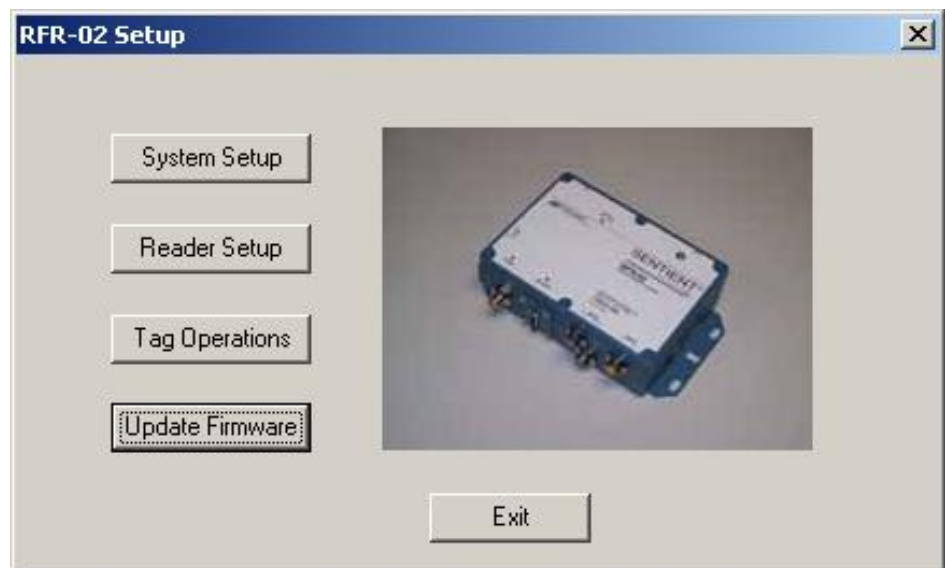 RFR-02 Setup
System Setup
Reader Setup
Tag Operations
Update Firmware
SENTIENT
Exit